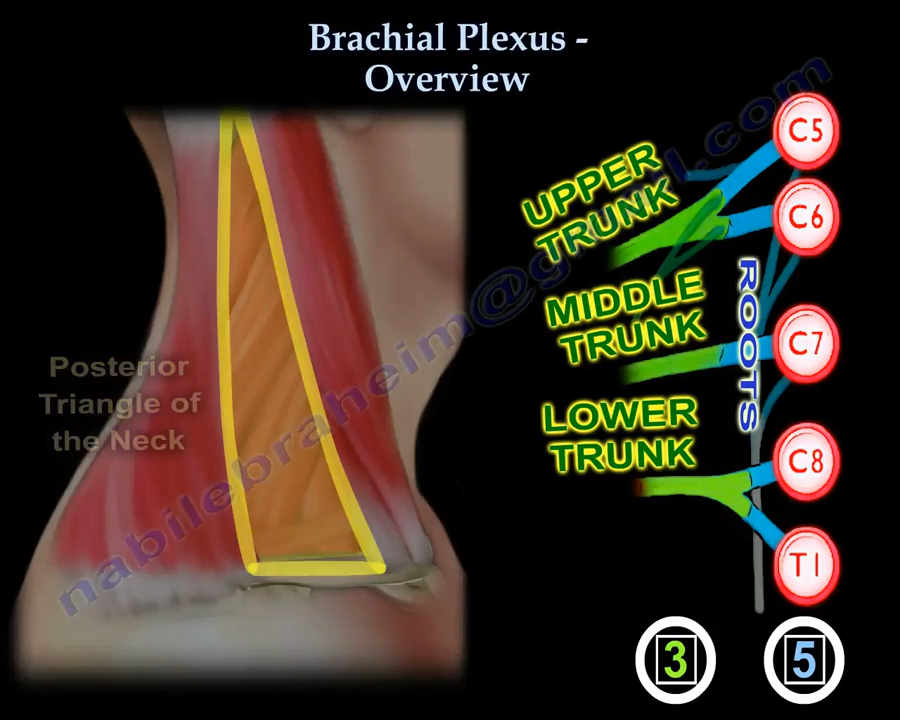 Brachial Plexus -
Overview
Posterior
Triangle of
the Neck
UPPER
TRUNK
MIDDLE
TRUNK
LOWER
TRUNK
ROOTS
C5
C6
C7
C8
T1
3
5
nabilebraheim@gmail.com